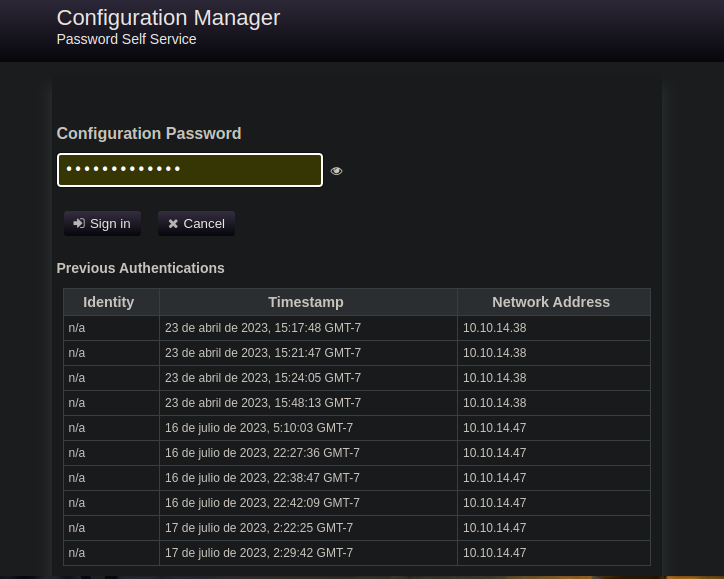 Configuration Manager
Password Self Service
Configuration Password
•••••••••••••
Sign in Cancel
Previous Authentications
Identity Timestamp Network Address
n/a 23 de abril de 2023, 15:17:48 GMT-7 10.10.14.38
n/a 23 de abril de 2023, 15:21:47 GMT-7 10.10.14.38
n/a 23 de abril de 2023, 15:24:05 GMT-7 10.10.14.38
n/a 23 de abril de 2023, 15:48:13 GMT-7 10.10.14.38
n/a 16 de julio de 2023, 5:10:03 GMT-7 10.10.14.47
n/a 16 de julio de 2023, 22:27:36 GMT-7 10.10.14.47
n/a 16 de julio de 2023, 22:38:47 GMT-7 10.10.14.47
n/a 16 de julio de 2023, 22:42:09 GMT-7 10.10.14.47
n/a 17 de julio de 2023, 2:22:25 GMT-7 10.10.14.47
n/a 17 de julio de 2023, 2:29:42 GMT-7 10.10.14.47